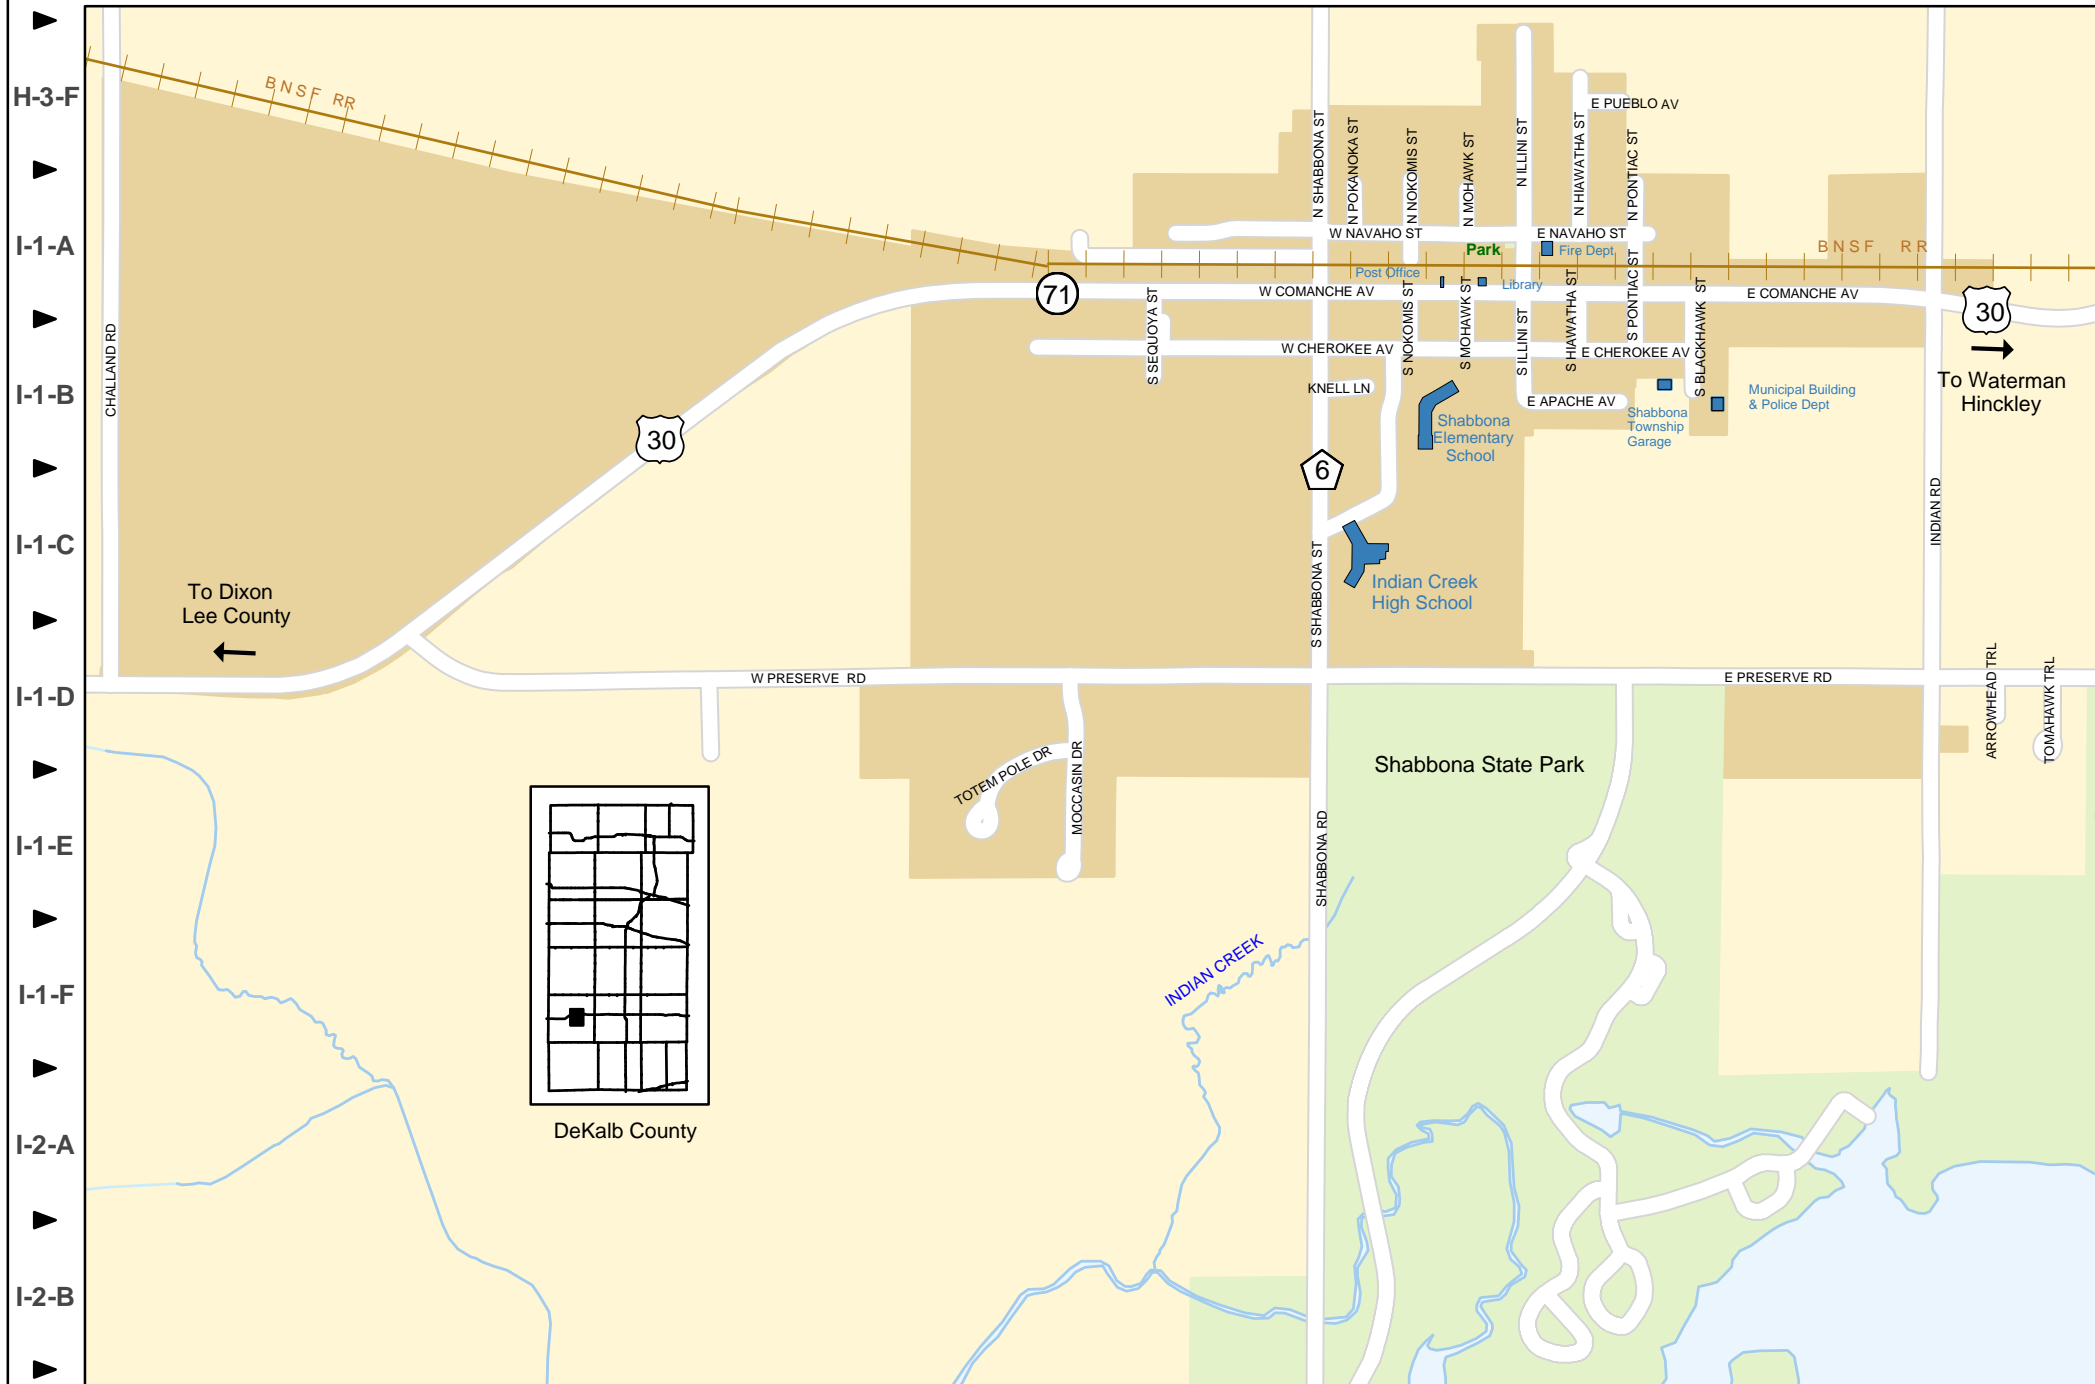 H-3-F
I-1-A
I-1-B
I-1-C
I-1-D
I-1-E
I-1-F
I-2-A
I-2-B
BNSF RR
CHALLAND RD
To Dixon
Lee County
30
71
N SHABBONA ST
N POKANOKA ST
N NOKOMIS ST
N MOHAWK ST
N ILLINI ST
N HIAWATHA ST
N PONTIAC ST
E PUEBLO AV
W NAVAHO ST
E NAVAHO ST
Park
Fire Dept
BNSF RR
Post Office
Library
W COMANCHE AV
E COMANCHE AV
30
To Waterman
Hinckley
S SEQUOYA ST
W CHEROKEE AV
S NOKOMIS ST
S MOHAWK ST
S ILLINI ST
S HIAWATHA ST
S PONTIAC ST
E CHEROKEE AV
S BLACKHAWK ST
KNELL LN
E APACHE AV
Shabbona
Elementary
School
Shabbona
Township
Garage
Municipal Building
& Police Dept
6
S SHABBONA ST
Indian Creek
High School
INDIAN RD
W PRESERVE RD
E PRESERVE RD
ARROWHEAD TRL
TOMAHAWK TRL
TOTEM POLE DR
MOCCASIN DR
Shabbona State Park
SHABBONA RD
INDIAN CREEK
DeKalb County